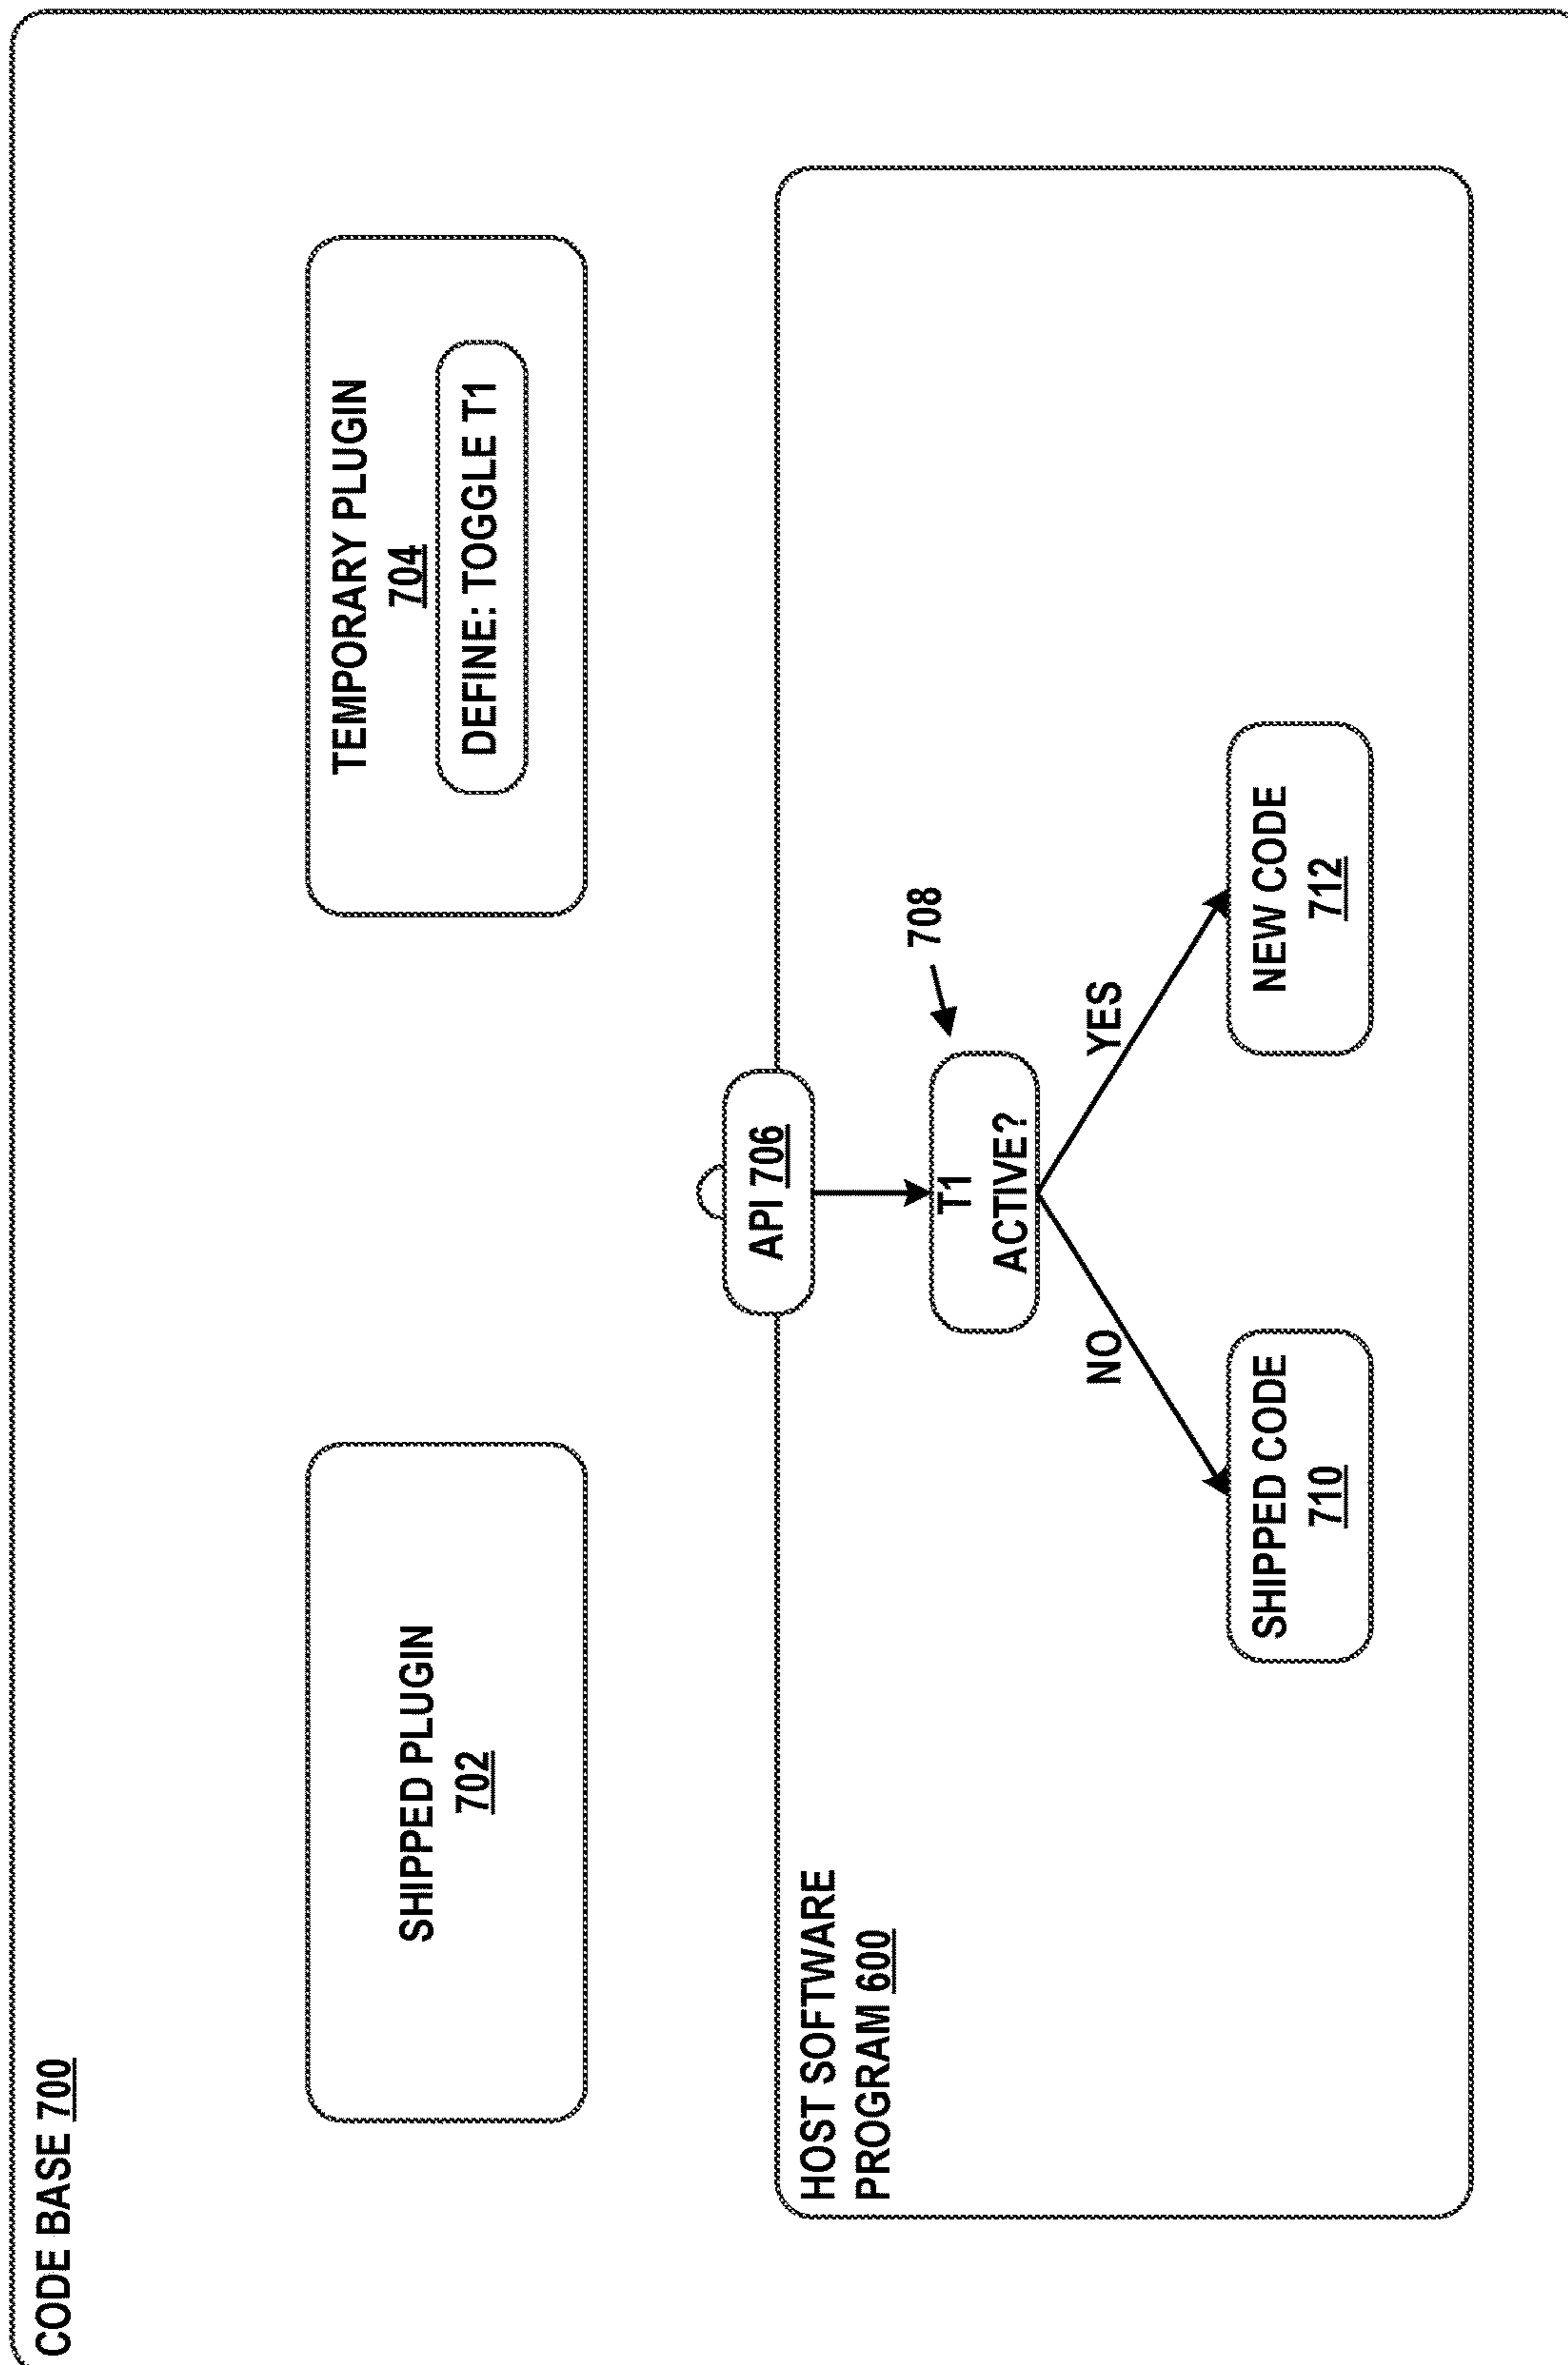 CODE BASE 700
SHIPPED PLUGIN
702
TEMPORARY PLUGIN
704
DEFINE: TOGGLE T1
HOST SOFTWARE
PROGRAM 600
API 706
T1
ACTIVE?
708
NO
YES
SHIPPED CODE
710
NEW CODE
712